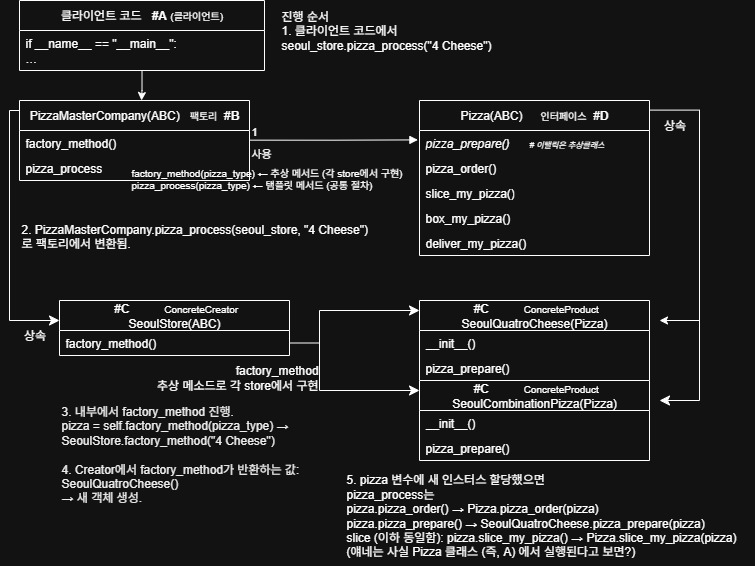 클라이언트 코드 #A (클라이언트)
if __name__ == "__main__":
...
진행 순서
1. 클라이언트 코드에서
seoul_store.pizza_process("4 Cheese")
PizzaMasterCompany(ABC) 팩토리 #B
factory_method()
pizza_process
factory_method(pizza_type) ← 추상 메서드 (각 store에서 구현)
pizza_process(pizza_type) ← 템플릿 메서드 (공통 절차)
1
사용
Pizza(ABC) 인터페이스 #D
pizza_prepare() # 이탤릭은 추상클래스
pizza_order()
slice_my_pizza()
box_my_pizza()
deliver_my_pizza()
상속
2. PizzaMasterCompany.pizza_process(seoul_store, "4 Cheese")
로 팩토리에서 변환됨.
상속
#C ConcreteCreator
SeoulStore(ABC)
factory_method()
factory_method
추상 메소드로 각 store에서 구현
#C ConcreteProduct
SeoulQuatroCheese(Pizza)
__init__()
pizza_prepare()
#C ConcreteProduct
SeoulCombinationPizza(Pizza)
__init__()
pizza_prepare()
3. 내부에서 factory_method 진행.
pizza = self.factory_method(pizza_type) →
SeoulStore.factory_method("4 Cheese")
4. Creator에서 factory_method가 반환하는 값:
SeoulQuatroCheese()
→ 새 객체 생성.
5. pizza 변수에 새 인스터스 할당했으면
pizza_process는
pizza.pizza_order() → Pizza.pizza_order(pizza)
pizza.pizza_prepare() → SeoulQuatroCheese.pizza_prepare(pizza)
slice (이하 동일함): pizza.slice_my_pizza() → Pizza.slice_my_pizza(pizza)
(얘네는 사실 Pizza 클래스 (즉, A) 에서 실행된다고 보면?)